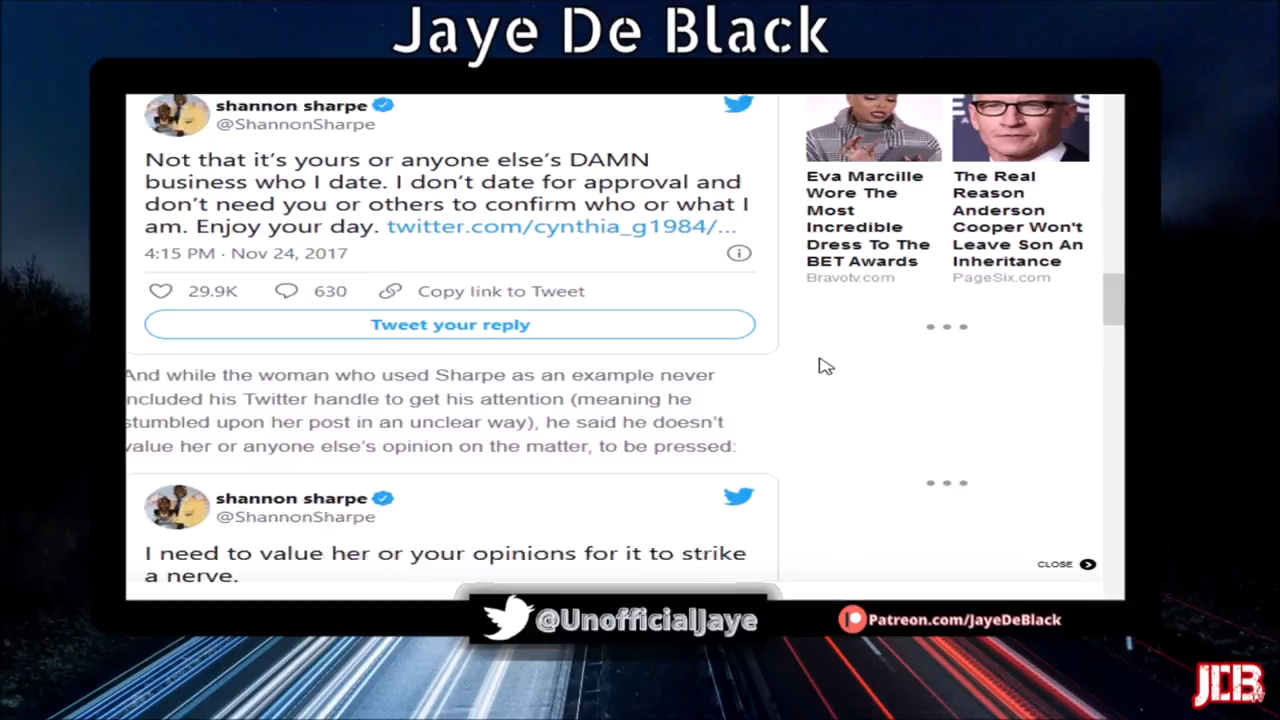 Jaye De Black
shannon sharpe
@ShannonSharpe
Not that it's yours or anyone else's DAMN
business who I date. I don't date for approval and
don't need you or others to confirm who or what I
am. Enjoy your day. twitter.com/cynthia_g1984/...
4:15 PM · Nov 24, 2017
29.9K 630 Copy link to Tweet
Tweet your reply
And while the woman who used Sharpe as an example never
included his Twitter handle to get his attention (meaning he
stumbled upon her post in an unclear way), he said he doesn't
value her or anyone else's opinion on the matter, to be pressed:
shannon sharpe
@ShannonSharpe
I need to value her or your opinions for it to strike
a nerve.
Eva Marcille
Wore The
Most
Incredible
Dress To The
BET Awards
Bravotv.com
The Real
Reason
Anderson
Cooper Won't
Leave Son An
Inheritance
PageSix.com
CLOSE
@UnofficialJaye
Patreon.com/JayeDeBlack